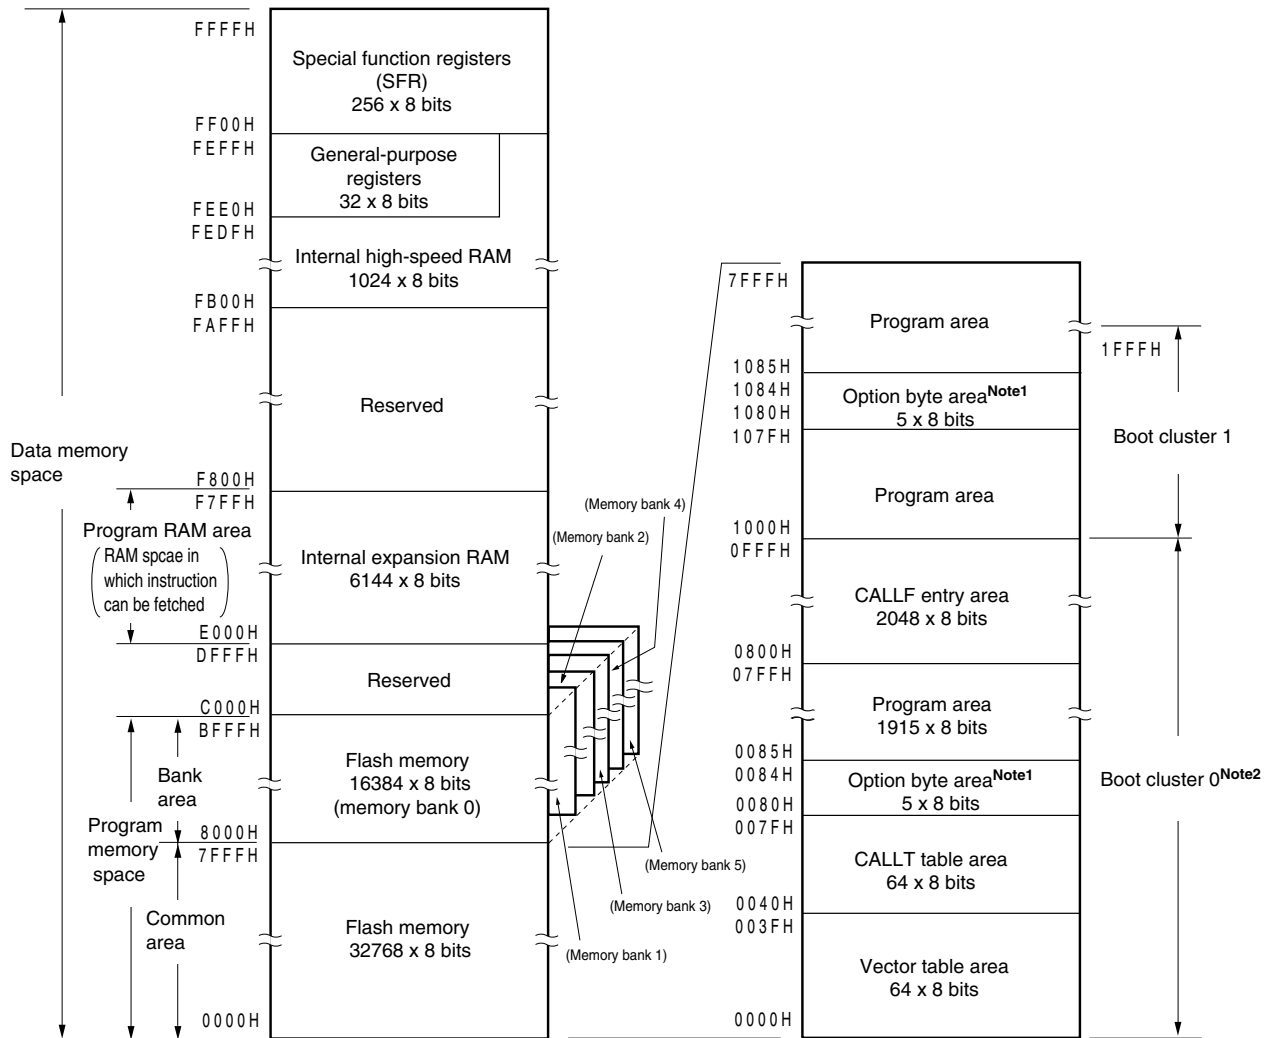 FFFFH
Special function registers
(SFR)
256 x 8 bits
FF00H
FEFFH
General-purpose
registers
32 x 8 bits
FEE0H
FEDFH
Internal high-speed RAM
1024 x 8 bits
FB00H
FAFFH
Reserved
Data memory
space
F800H
F7FFH
Program RAM area
RAM spcae in
which instruction
can be fetched
Internal expansion RAM
6144 x 8 bits
E000H
DFFFH
Reserved
C000H
BFFFH
Bank
area
Flash memory
16384 x 8 bits
(memory bank 0)
Program
memory
space
8000H
7FFFH
Common
area
Flash memory
32768 x 8 bits
0000H
(Memory bank 4)
(Memory bank 2)
(Memory bank 5)
(Memory bank 3)
(Memory bank 1)
7FFFH
Program area
1FFFH
1085H
1084H
Option byte areaNote1
5 x 8 bits
1080H
107FH
Boot cluster 1
Program area
1000H
0FFFH
CALLF entry area
2048 x 8 bits
0800H
07FFH
Program area
1915 x 8 bits
0085H
0084H
Option byte areaNote1
5 x 8 bits
Boot cluster 0Note2
0080H
007FH
CALLT table area
64 x 8 bits
0040H
003FH
Vector table area
64 x 8 bits
0000H